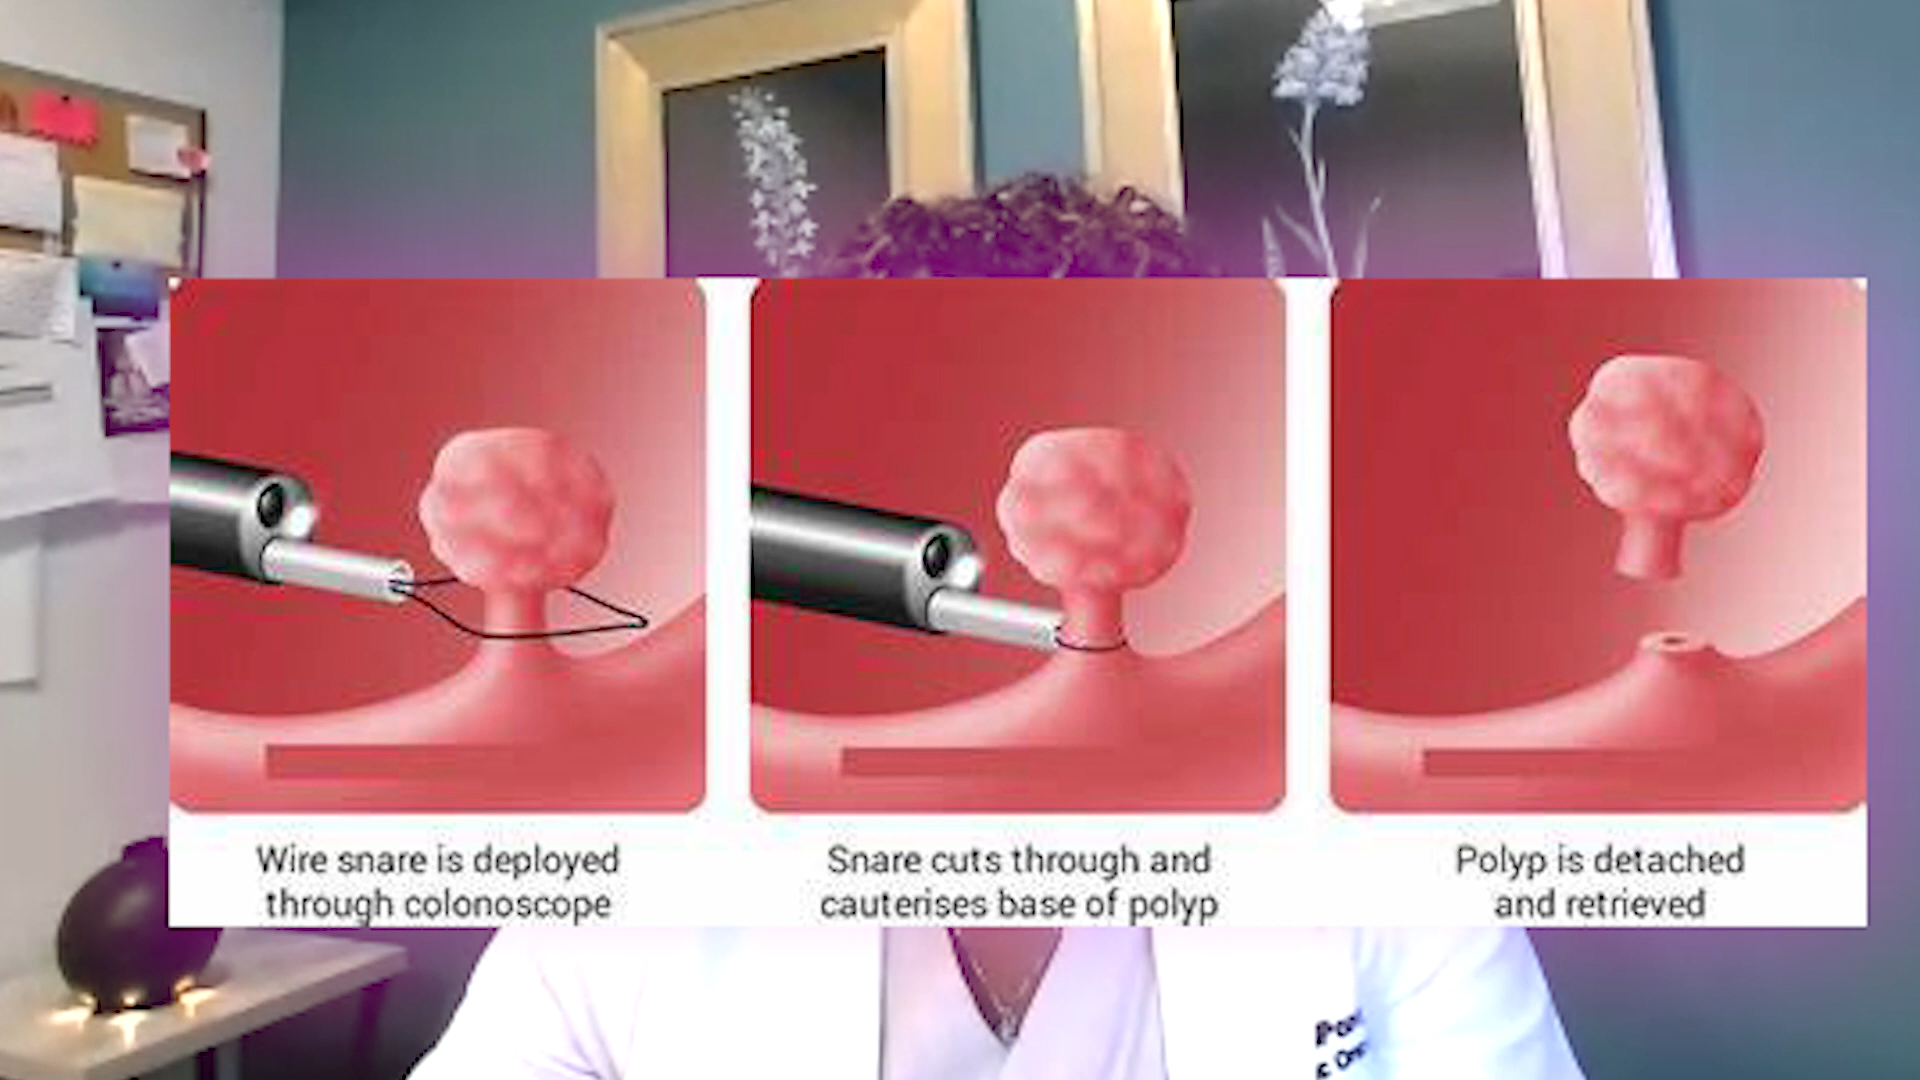 Wire snare is deployed
through colonoscope
Snare cuts through and
cauterises base of polyp
Polyp is detached
and retrieved